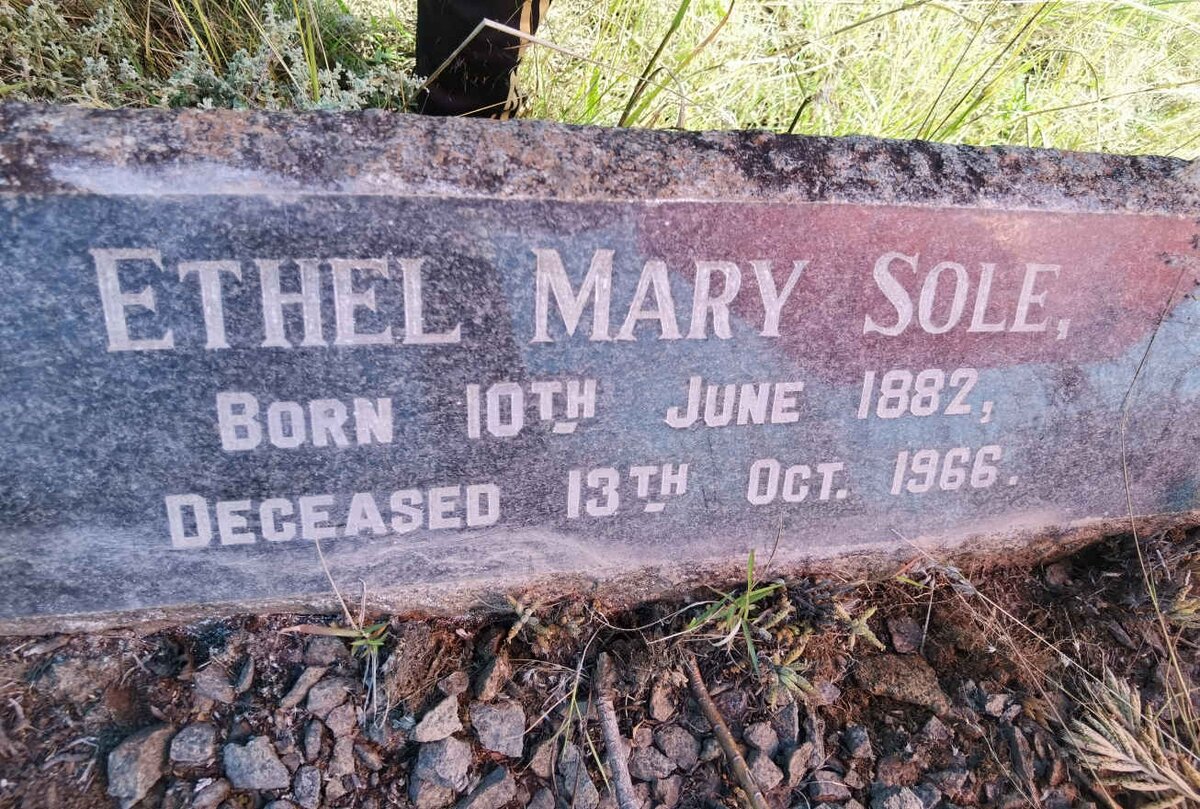 ETHEL MARY SOLE,
BORN 10TH JUNE 1882,
DECEASED 13TH OCT. 1966.